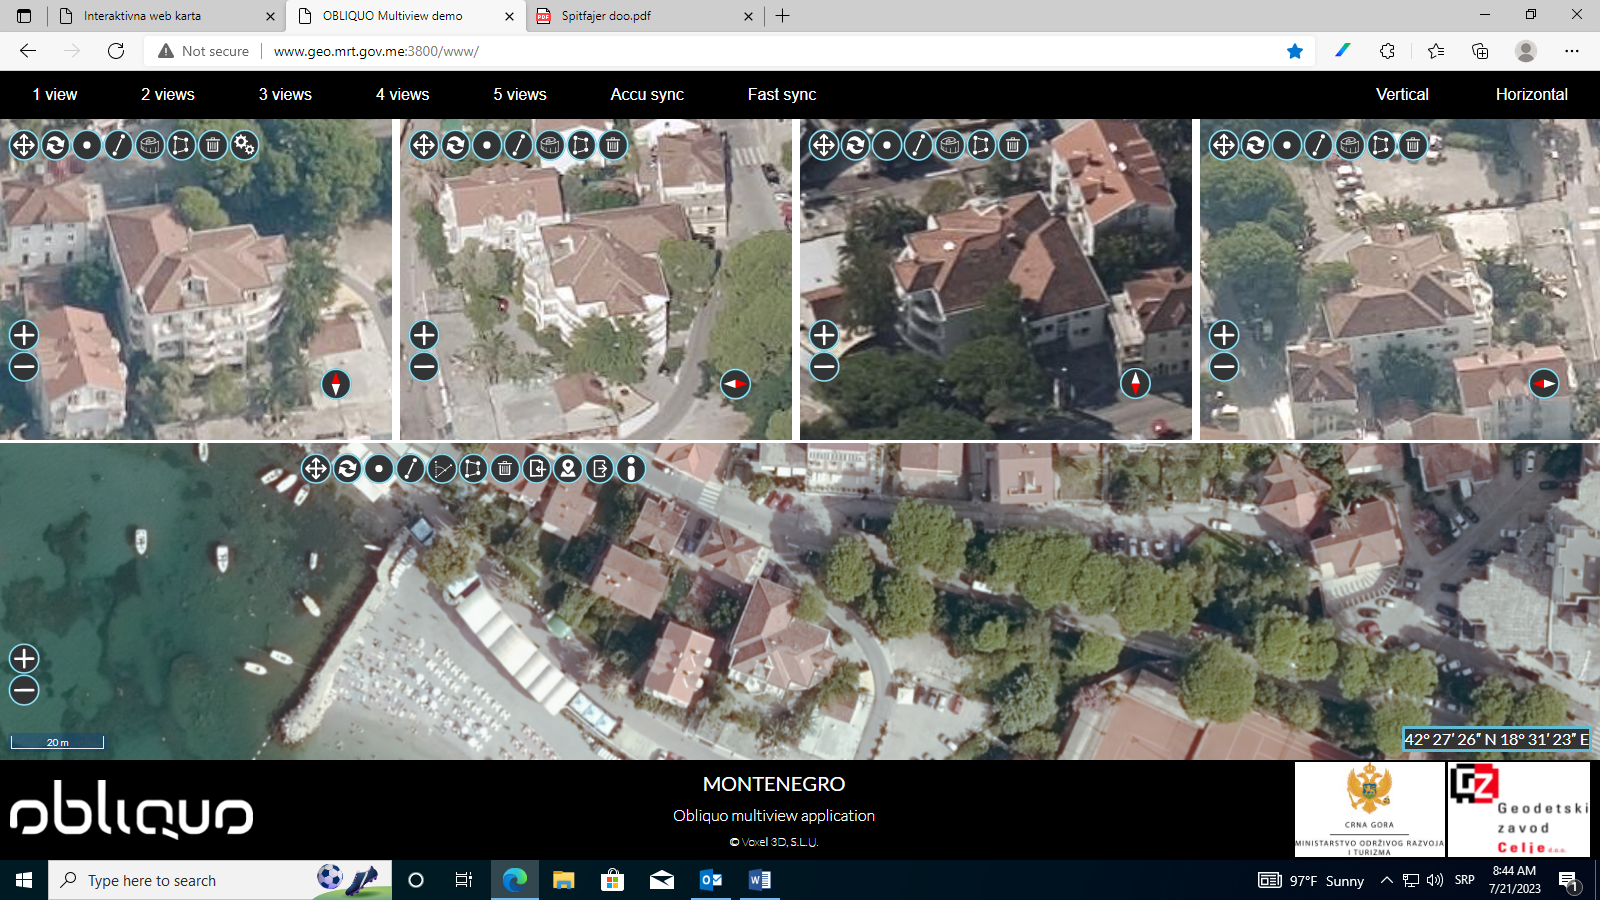 Interaktivna web karta
OBLIQUO Multiview demo
Spitfajer doo.pdf
Not secure
www.geo.mrt.gov.me:3800/www/
1 view
2 views
3 views
4 views
5 views
Accu sync
Fast sync
Vertical
Horizontal
20 m
42° 27′ 26″ N 18° 31′ 23″ E
obliquo
MONTENEGRO
Obliquo multiview application
© Voxel 3D, S.L.U.
CRNA GORA
MINISTARSTVO ODRŽIVOG RAZVOJA
I TURIZMA
GZ
Geodetski
zavod
Celje d.o.o.
Type here to search
97°F Sunny
SRP
8:44 AM
7/21/2023
1